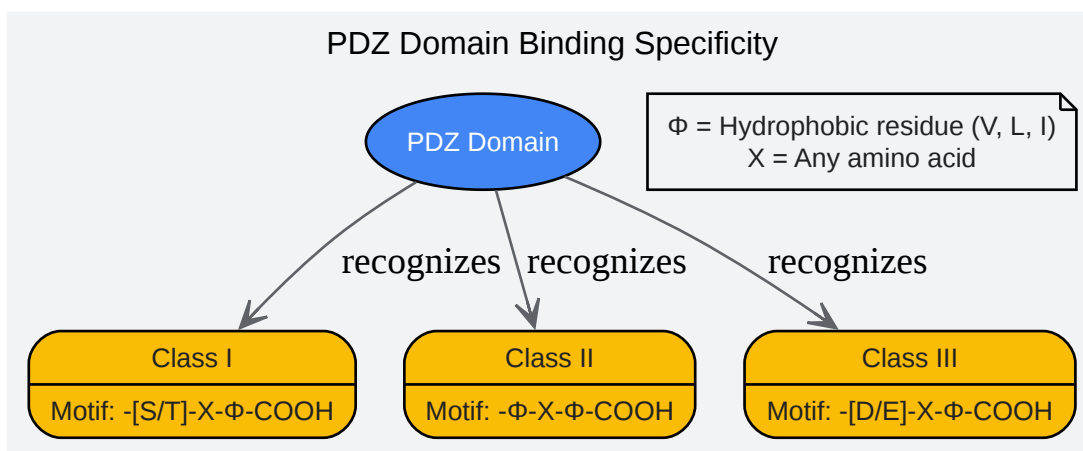 PDZ Domain Binding Specificity
PDZ Domain
Φ = Hydrophobic residue (V, L, I)
X = Any amino acid
recognizes
recognizes
recognizes
Class I
Motif: -[S/T]-X-Φ-COOH
Class II
Motif: -Φ-X-Φ-COOH
Class III
Motif: -[D/E]-X-Φ-COOH